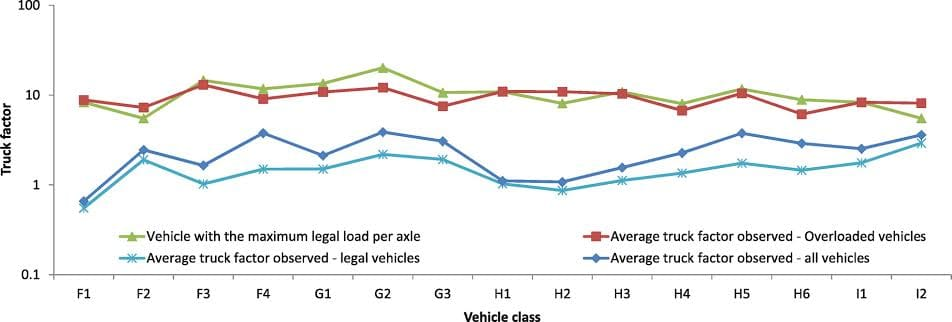 100
10
1
0.1
Truck factor
Vehicle with the maximum legal load per axle
Average truck factor observed - Overloaded vehicles
Average truck factor observed - legal vehicles
Average truck factor observed - all vehicles
F1 F2 F3 F4 G1 G2 G3 H1 H2 H3 H4 H5 H6 I1 I2
Vehicle class